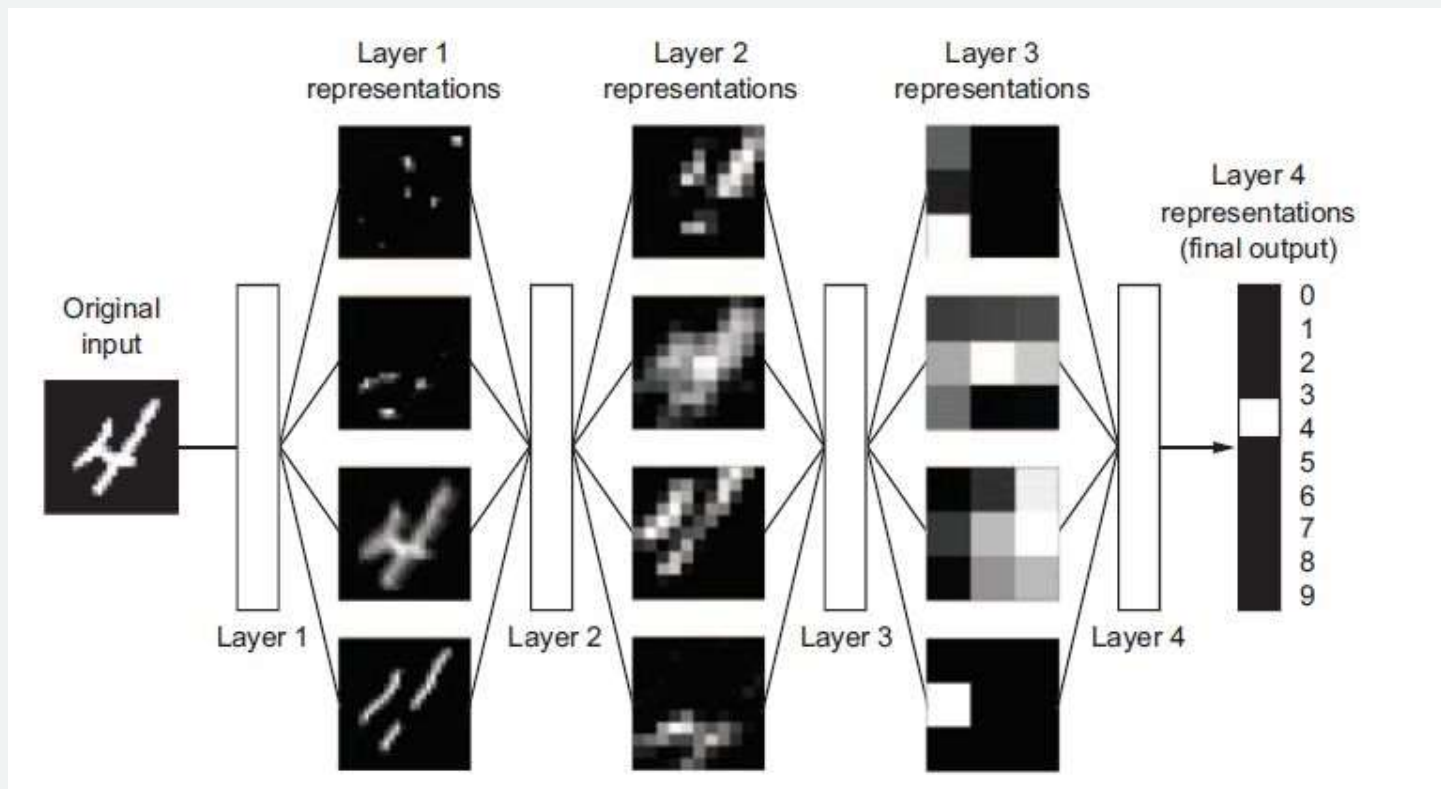 Layer 1
representations
Layer 2
representations
Layer 3
representations
Layer 4
representations
(final output)
Original
input
0
1
2
3
4
5
6
7
8
9
Layer 1
Layer 2
Layer 3
Layer 4